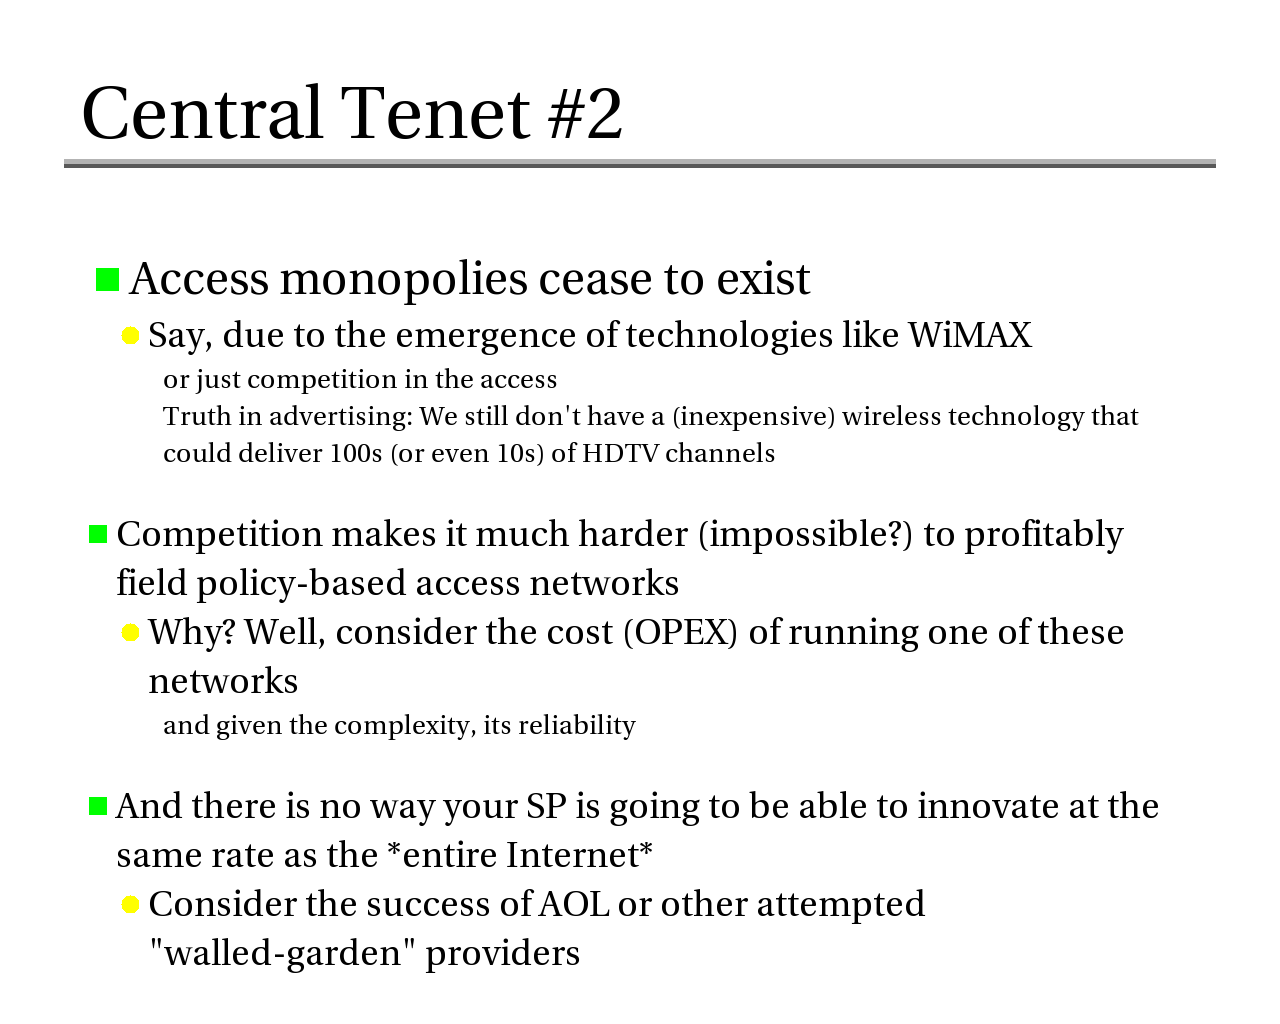 Central Tenet #2
Access monopolies cease to exist
Say, due to the emergence of technologies like WiMAX
or just competition in the access
Truth in advertising: We still don't have a (inexpensive) wireless technology that
could deliver 100s (or even 10s) of HDTV channels
Competition makes it much harder (impossible?) to profitably
field policy-based access networks
Why? Well, consider the cost (OPEX) of running one of these
networks
and given the complexity, its reliability
And there is no way your SP is going to be able to innovate at the
same rate as the *entire Internet*
Consider the success of AOL or other attempted
"walled-garden" providers